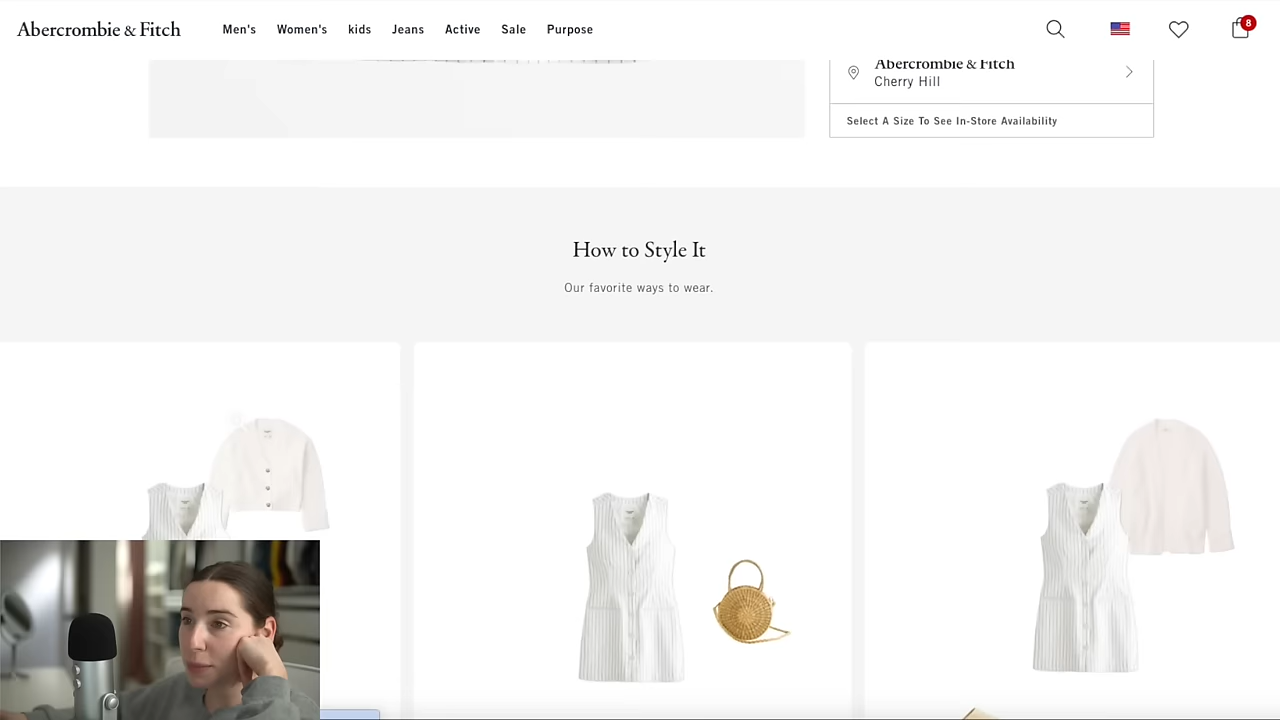 Abercrombie & Fitch Men's Women's kids Jeans Active Sale Purpose 8
Abercrombie & Fitch
Cherry Hill
Select A Size To See In-Store Availability
How to Style It
Our favorite ways to wear.